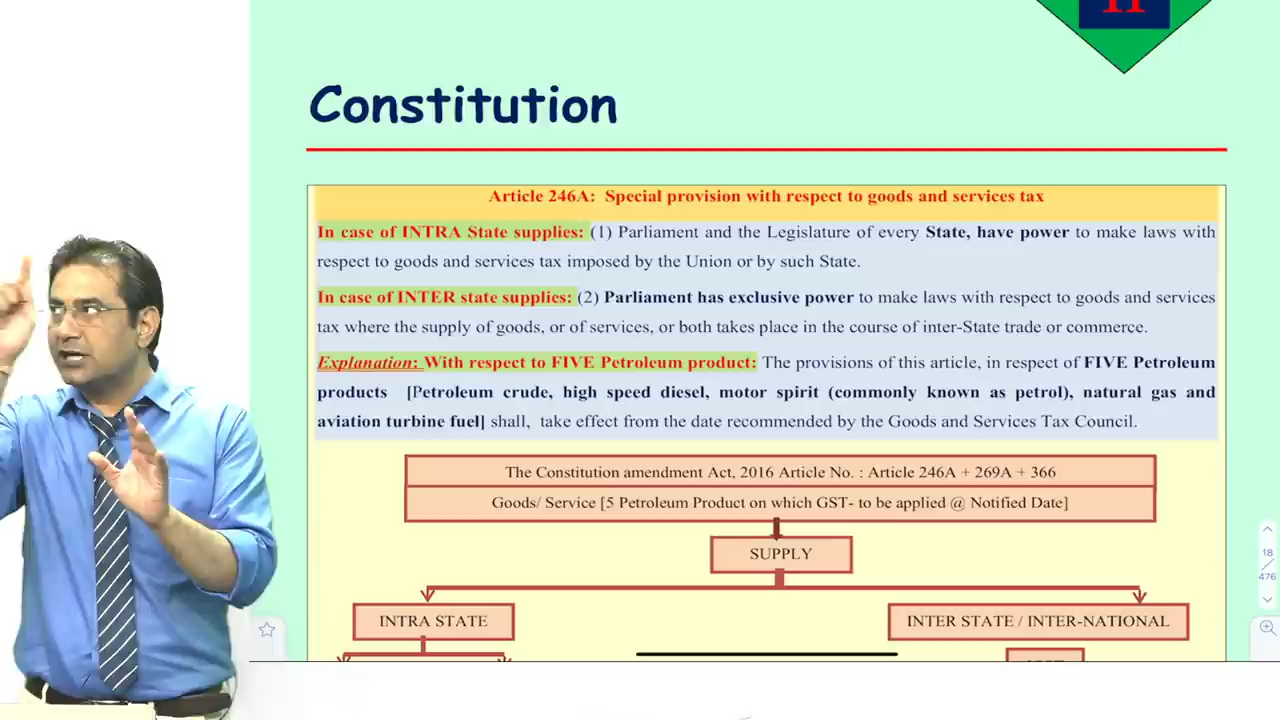 Constitution
Article 246A: Special provision with respect to goods and services tax
In case of INTRA State supplies: (1) Parliament and the Legislature of every State, have power to make laws with
respect to goods and services tax imposed by the Union or by such State.
In case of INTER state supplies: (2) Parliament has exclusive power to make laws with respect to goods and services
tax where the supply of goods, or of services, or both takes place in the course of inter-State trade or commerce.
Explanation: With respect to FIVE Petroleum product: The provisions of this article, in respect of FIVE Petroleum
products [Petroleum crude, high speed diesel, motor spirit (commonly known as petrol), natural gas and
aviation turbine fuel] shall, take effect from the date recommended by the Goods and Services Tax Council.
The Constitution amendment Act, 2016 Article No. : Article 246A + 269A + 366
Goods/ Service [5 Petroleum Product on which GST- to be applied @ Notified Date]
SUPPLY
INTRA STATE
INTER STATE / INTER-NATIONAL
18
/
476